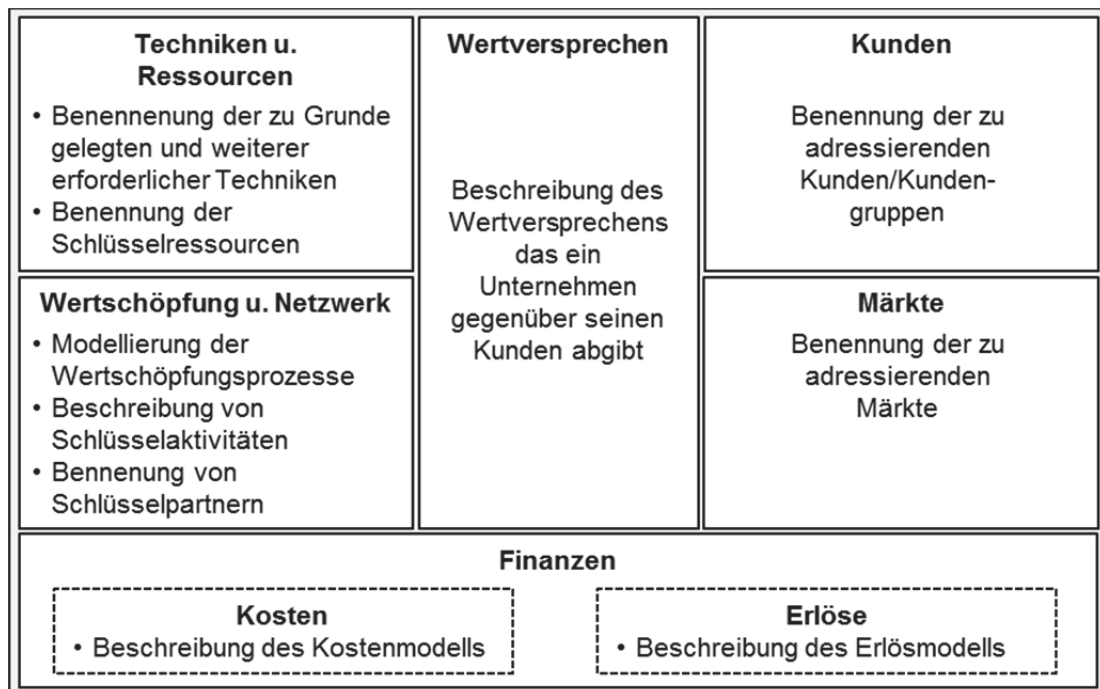 Techniken u.
Ressourcen
• Benennenung der zu Grunde
gelegten und weiterer
erforderlicher Techniken
• Benennung der
Schlüsselressourcen
Wertschöpfung u. Netzwerk
• Modellierung der
Wertschöpfungsprozesse
• Beschreibung von
Schlüsselaktivitäten
• Bennenung von
Schlüsselpartnern
Wertversprechen
Beschreibung des
Wertversprechens
das ein
Unternehmen
gegenüber seinen
Kunden abgibt
Kunden
Benennung der zu
adressierenden
Kunden/Kunden-
gruppen
Märkte
Benennung der zu
adressierenden
Märkte
Finanzen
Kosten
• Beschreibung des Kostenmodells
Erlöse
• Beschreibung des Erlösmodells